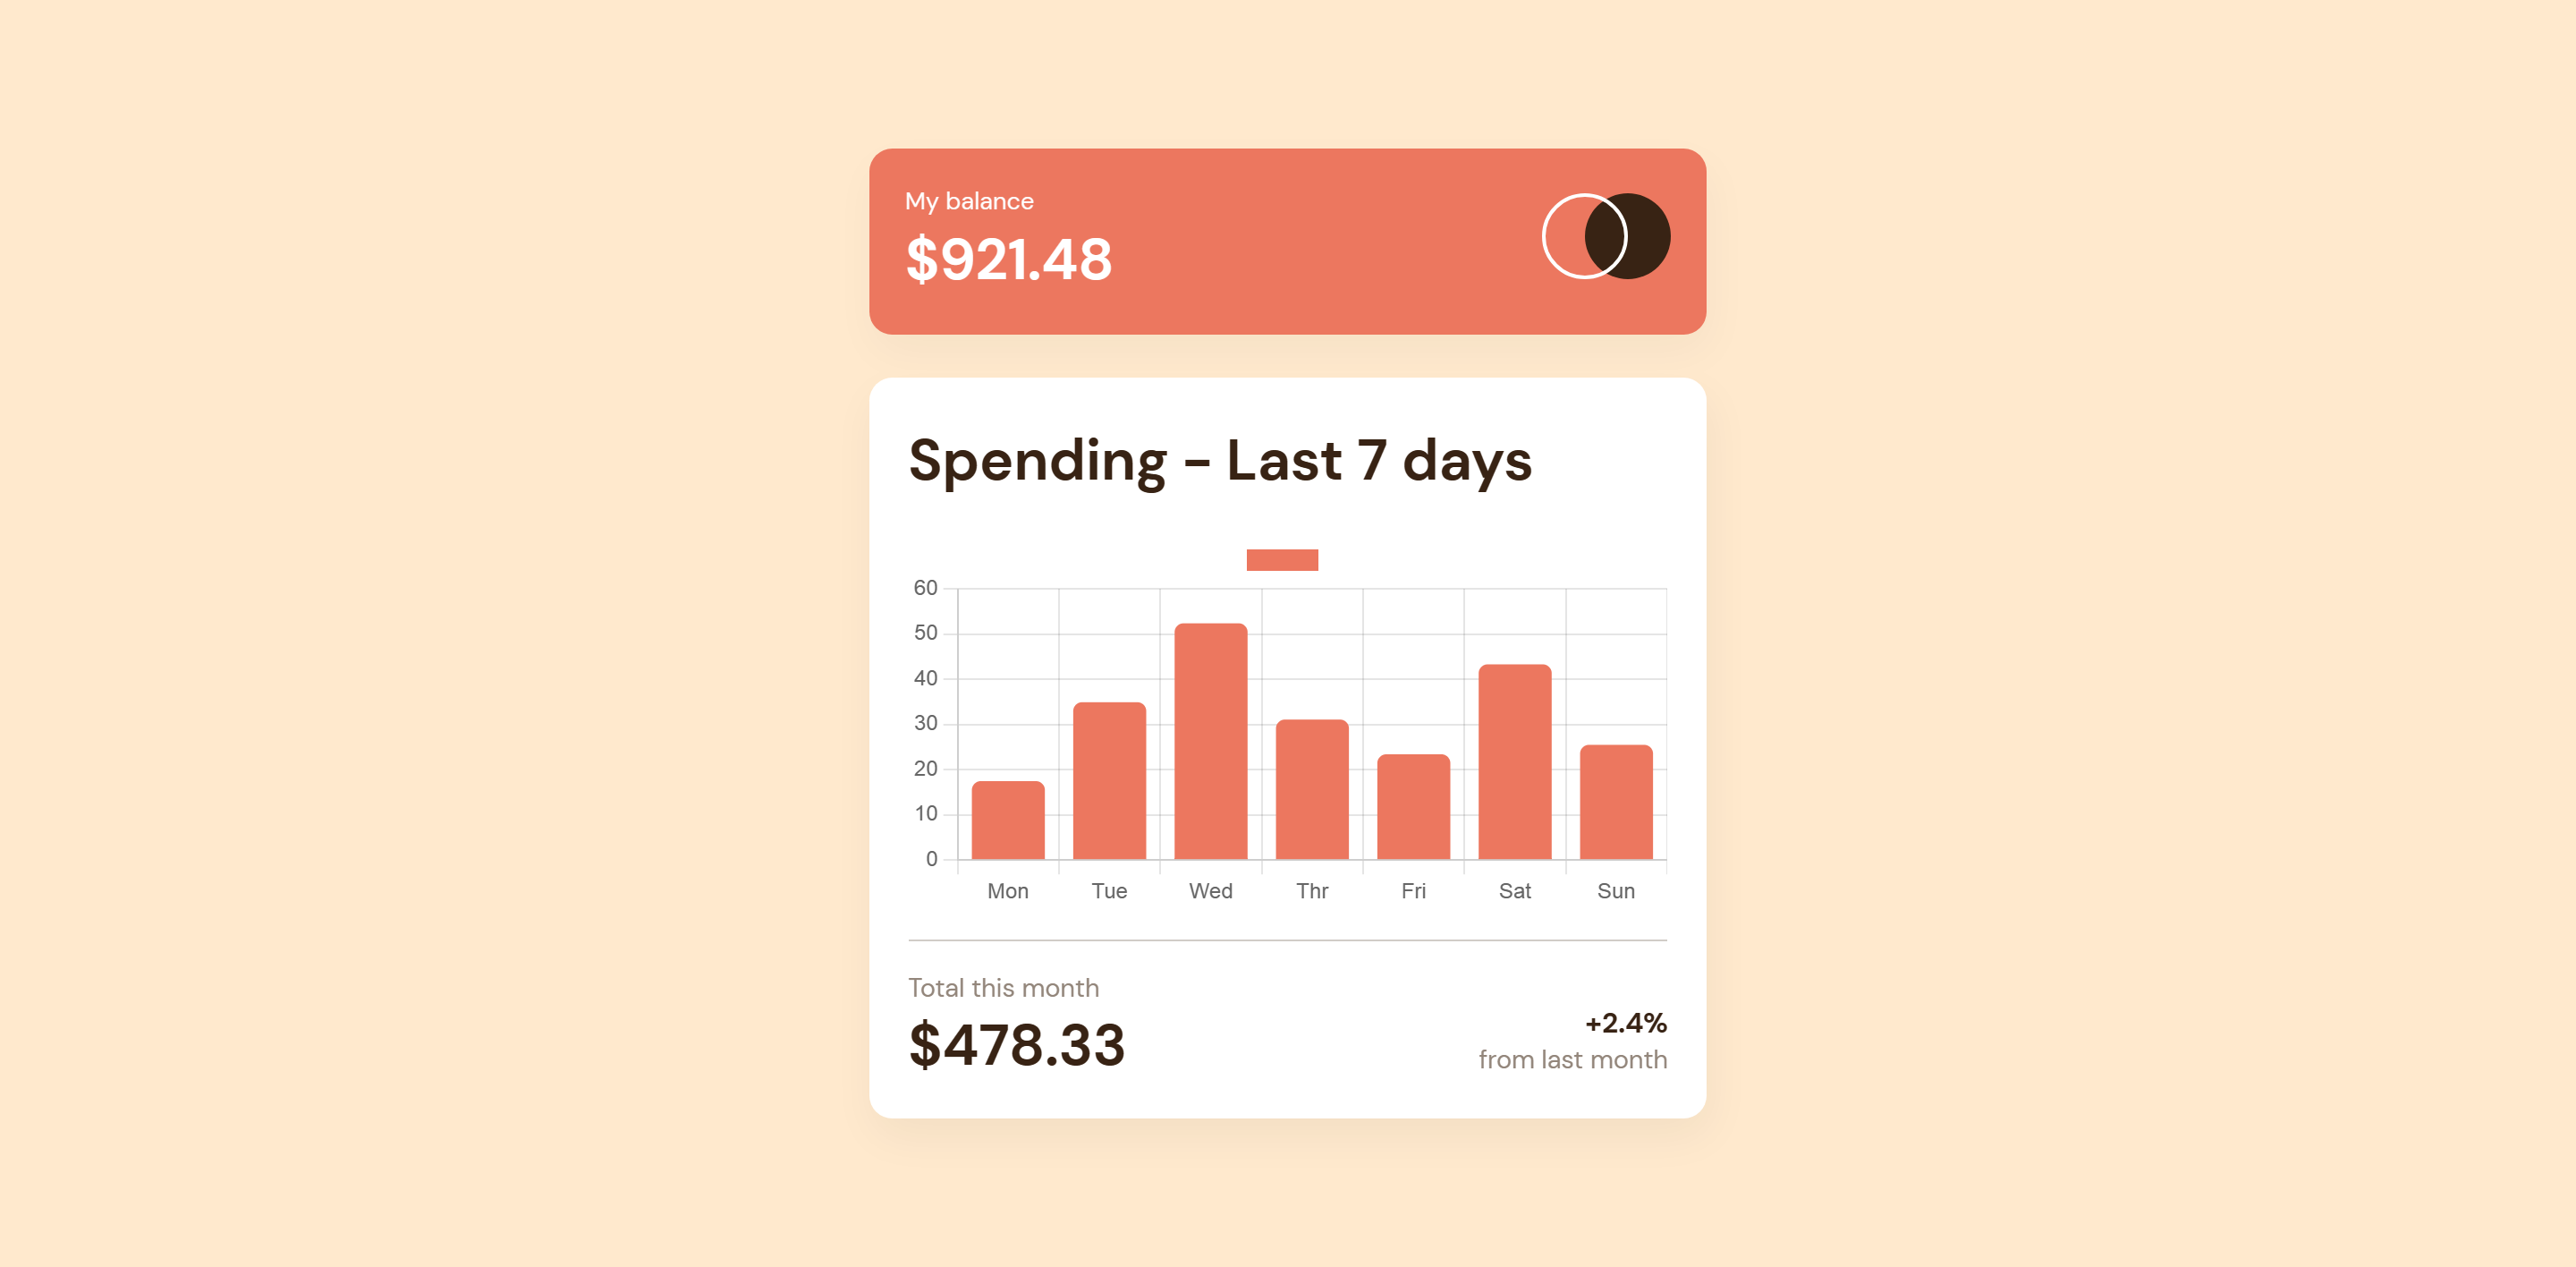 My balance
$921.48
Spending - Last 7 days
60
50
40
30
20
10
0
Mon Tue Wed Thr Fri Sat Sun
Total this month
$478.33
+2.4%
from last month